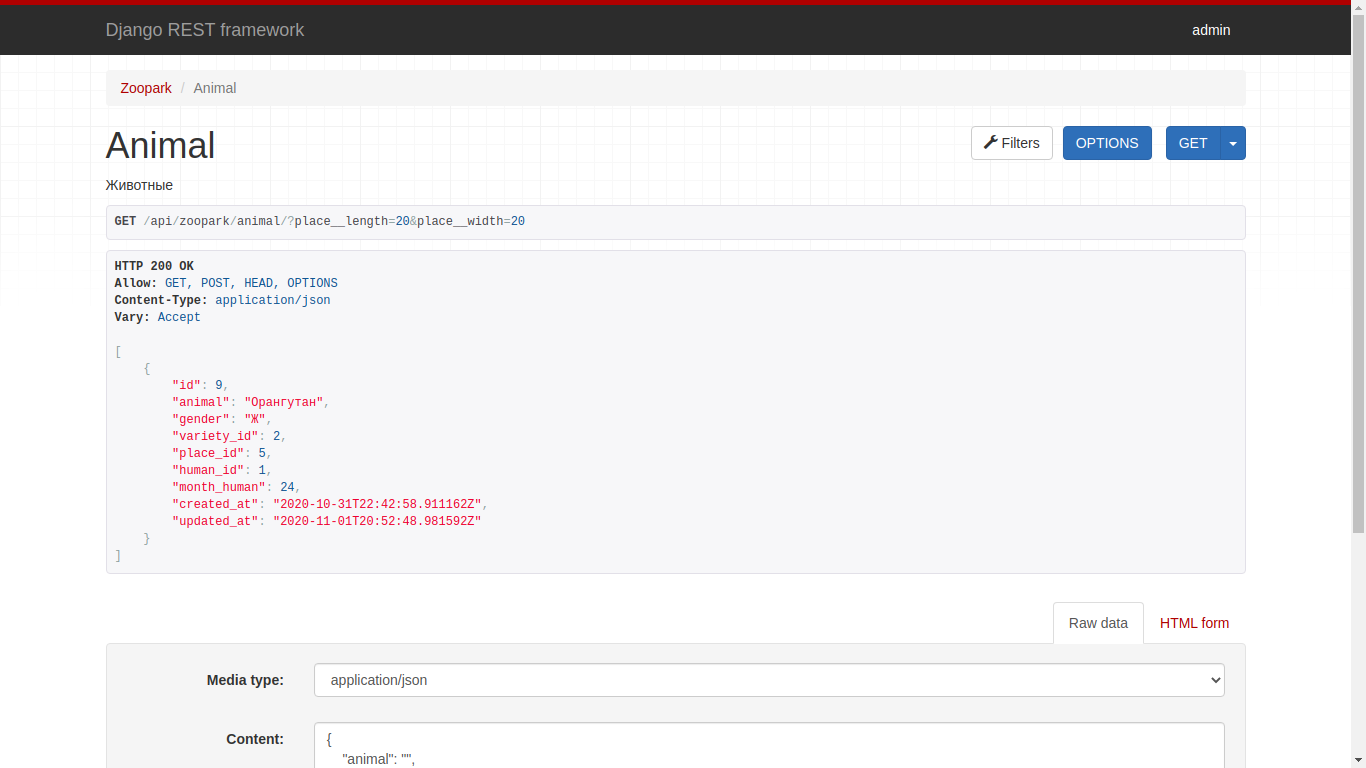 Django REST framework
admin
Zoopark / Animal
Animal
Filters
OPTIONS
GET
Животные
GET /api/zoopark/animal/?place__length=20&place__width=20
HTTP 200 OK
Allow: GET, POST, HEAD, OPTIONS
Content-Type: application/json
Vary: Accept
[
    {
        "id": 9,
        "animal": "Орангутан",
        "gender": "Ж",
        "variety_id": 2,
        "place_id": 5,
        "human_id": 1,
        "month_human": 24,
        "created_at": "2020-10-31T22:42:58.911162Z",
        "updated_at": "2020-11-01T20:52:48.981592Z"
    }
]
Raw data
HTML form
Media type:
application/json
Content:
{
    "animal": "",